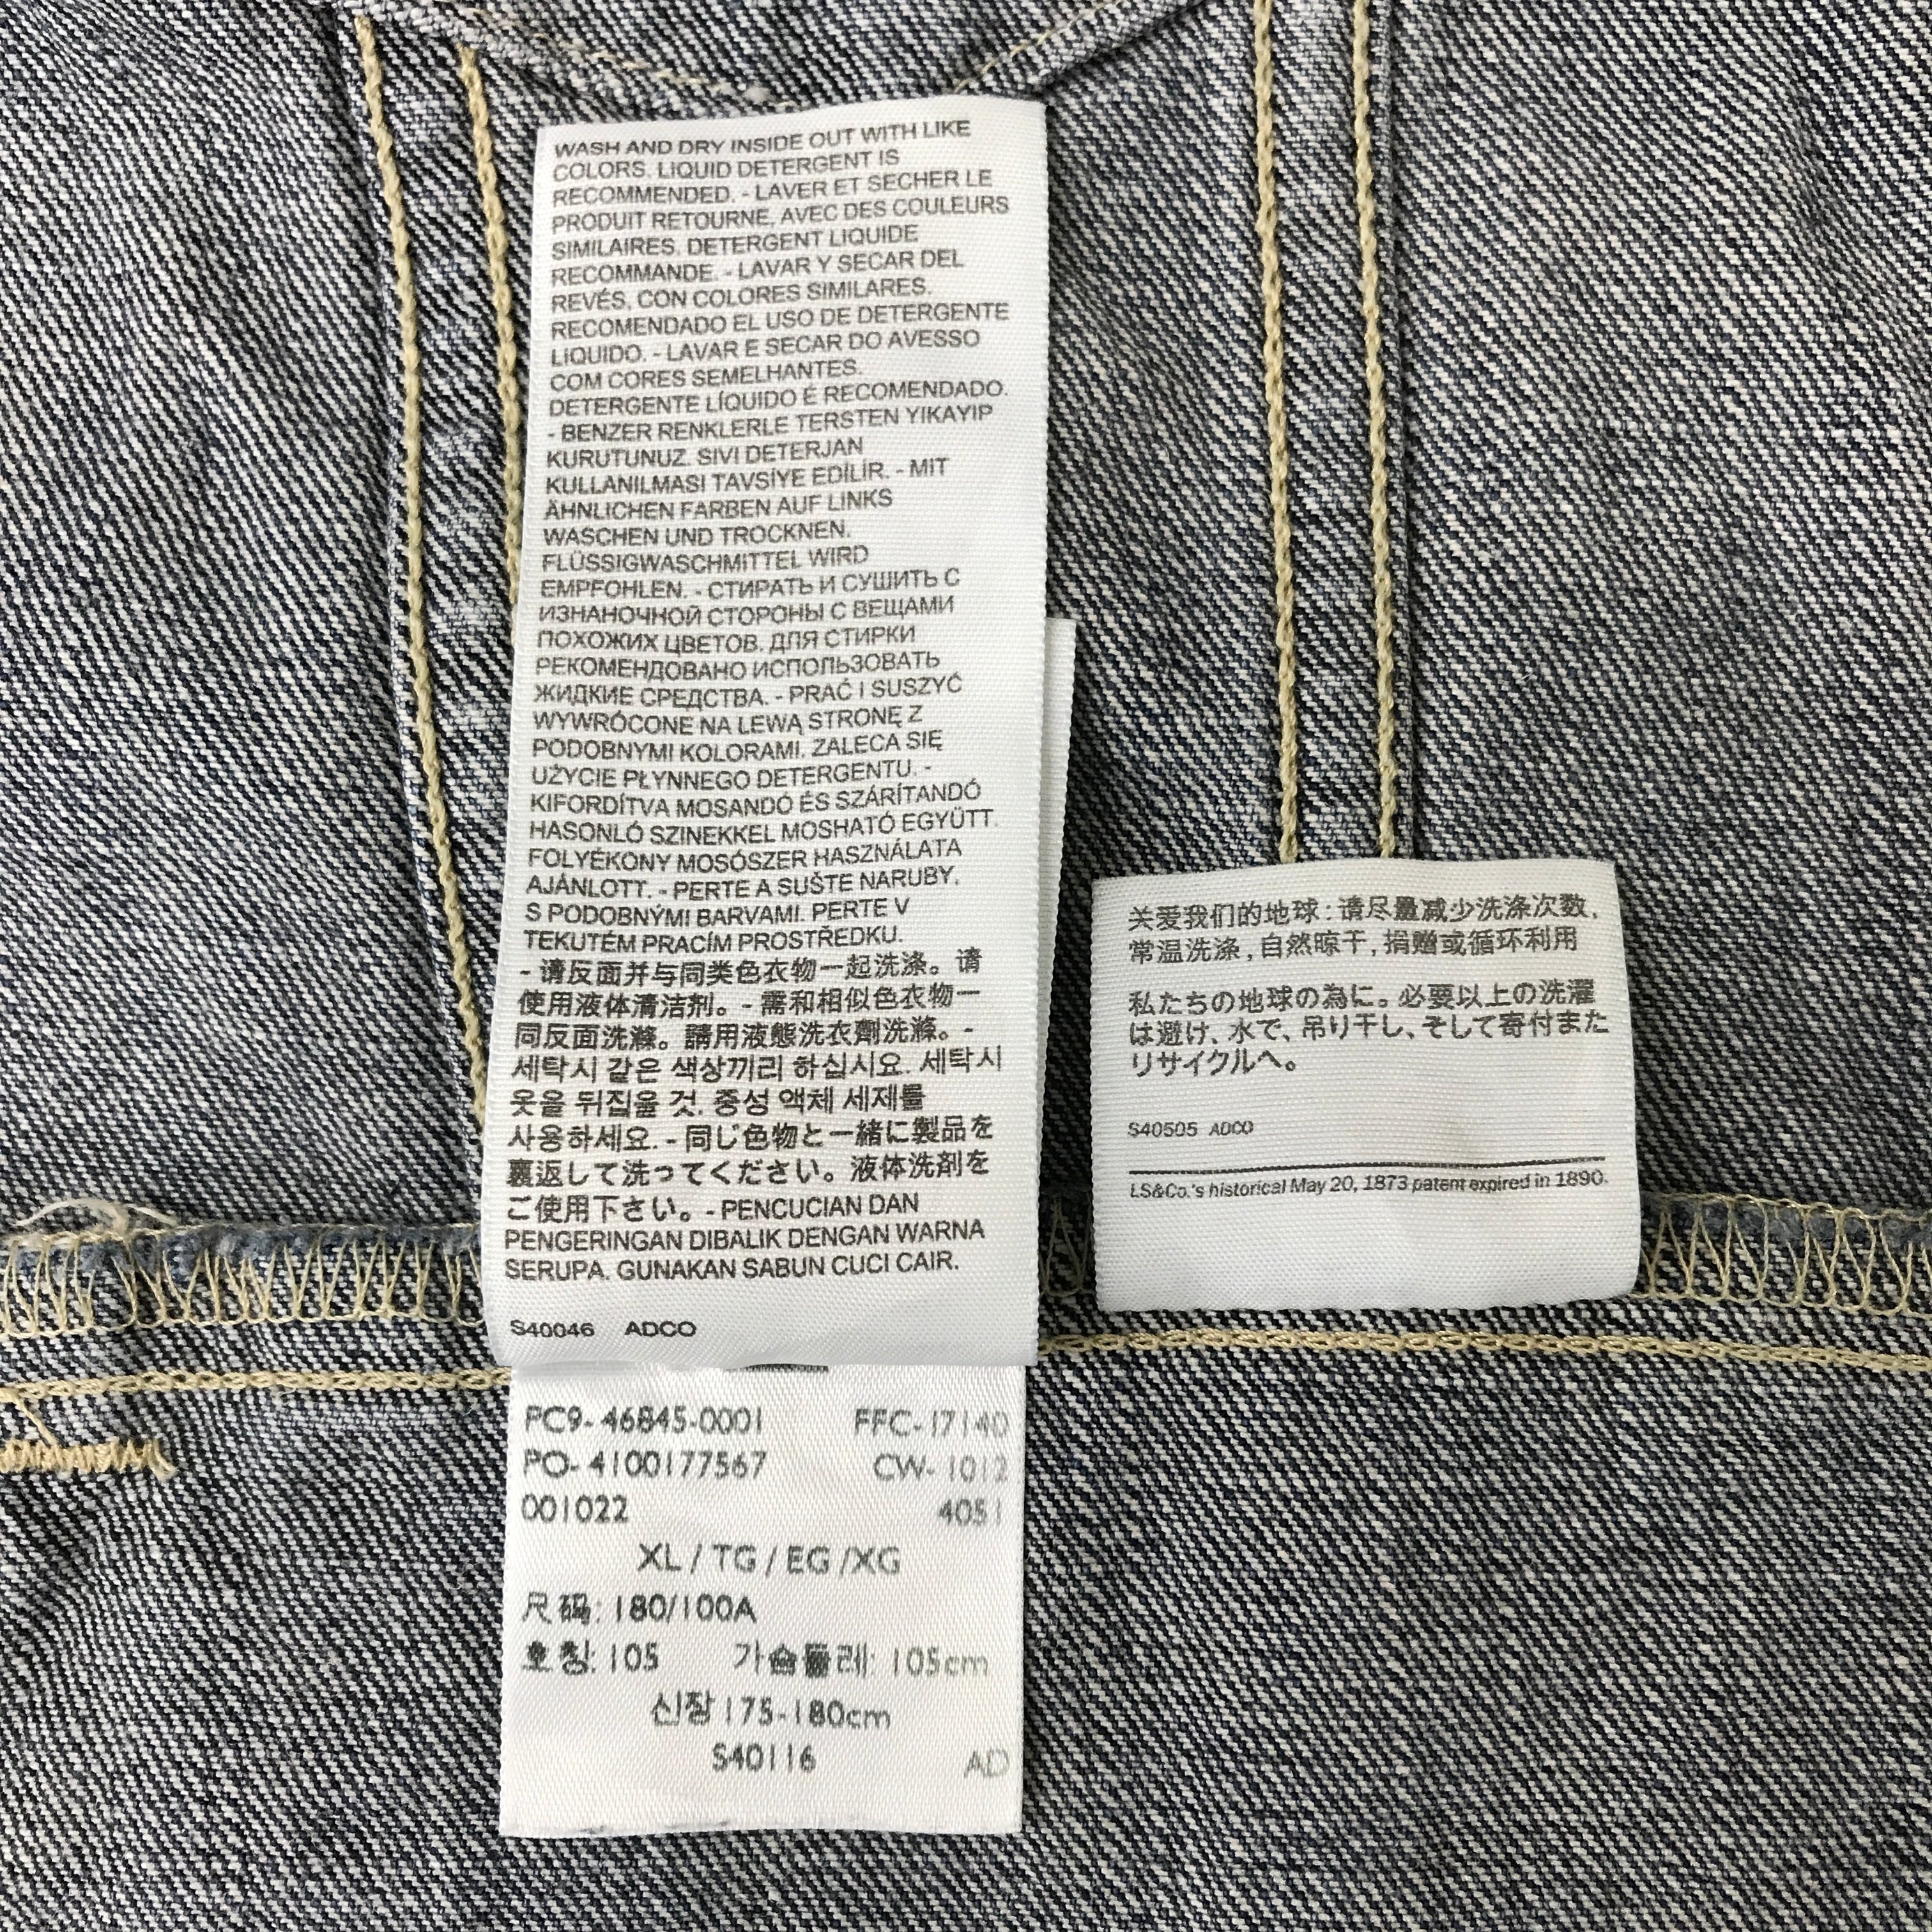 WASH AND DRY INSIDE OUT WITH LIKE
COLORS. LIQUID DETERGENT IS
RECOMMENDED. - LAVER ET SECHER LE
PRODUIT RETOURNE, AVEC DES COULEURS
SIMILAIRES. DETERGENT LIQUIDE
RECOMMANDE. - LAVAR Y SECAR DEL
REVÉS, CON COLORES SIMILARES.
RECOMENDADO EL USO DE DETERGENTE
LIQUIDO. - LAVAR E SECAR DO AVESSO
COM CORES SEMELHANTES.
DETERGENTE LÍQUIDO É RECOMENDADO.
- BENZER RENKLERLE TERSTEN YIKAYIP
KURUTUNUZ. SIVI DETERJAN
KULLANILMASI TAVSİYE EDİLİR. - MIT
ÄHNLICHEN FARBEN AUF LINKS
WASCHEN UND TROCKNEN.
FLÜSSIGWASCHMITTEL WIRD
EMPFOHLEN. - СТИРАТЬ И СУШИТЬ С
ИЗНАНОЧНОЙ СТОРОНЫ С ВЕЩАМИ
ПОХОЖИХ ЦВЕТОВ. ДЛЯ СТИРКИ
РЕКОМЕНДОВАНО ИСПОЛЬЗОВАТЬ
ЖИДКИЕ СРЕДСТВА. - PRAĆ I SUSZYĆ
WYWRÓCONE NA LEWĄ STRONĘ Z
PODOBNYMI KOLORAMI. ZALECA SIĘ
UŻYCIE PŁYNNEGO DETERGENTU. -
KIFORDÍTVA MOSANDÓ ÉS SZÁRÍTANDÓ
HASONLÓ SZINEKKEL MOSHATÓ EGYÜTT.
FOLYÉKONY MOSÓSZER HASZNÁLATA
AJÁNLOTT. - PERTE A SUŠTE NARUBY,
S PODOBNÝMI BARVAMI. PERTE V
TEKUTÉM PRACÍM PROSTŘEDKU.
- 请反面并与同类色衣物一起洗涤。请
使用液体清洁剂。- 需和相似色衣物一
同反面洗滌。請用液態洗衣劑洗滌。-
세탁시 같은 색상끼리 하십시요. 세탁시
옷을 뒤집을 것. 중성 액체 세제를
사용하세요. - 同じ色物と一緒に製品を
裏返して洗ってください。液体洗剤を
ご使用下さい。- PENCUCIAN DAN
PENGERINGAN DIBALIK DENGAN WARNA
SERUPA. GUNAKAN SABUN CUCI CAIR.
S40046 ADCO
PC9-46845-0001 FFC-17140
PO-4100177567 CW-1012
001022 4051
XL/TG/EG/XG
尺码: 180/100A
호칭: 105 가슴둘레: 105cm
신장 175-180cm
S40116 AD
关爱我们的地球：请尽量减少洗涤次数，
常温洗涤，自然晾干，捐赠或循环利用
私たちの地球の為に。必要以上の洗濯
は避け、水で、吊り干し、そして寄付また
リサイクルへ。
S40505 ADCO
LS&Co.'s historical May 20, 1873 patent expired in 1890.